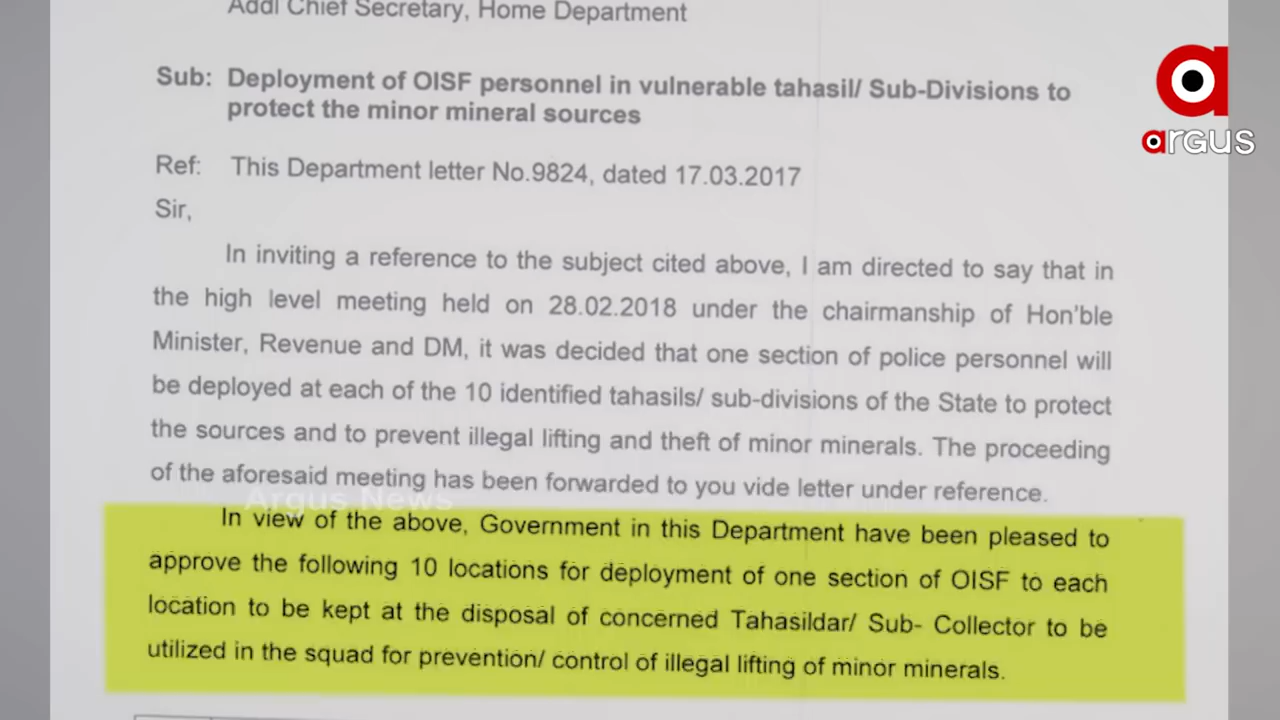 Addl Chief Secretary, Home Department
Sub: Deployment of OISF personnel in vulnerable tahasil/ Sub-Divisions to
protect the minor mineral sources
Ref: This Department letter No.9824, dated 17.03.2017
Sir,
In inviting a reference to the subject cited above, I am directed to say that in
the high level meeting held on 28.02.2018 under the chairmanship of Hon'ble
Minister, Revenue and DM, it was decided that one section of police personnel will
be deployed at each of the 10 identified tahasils/ sub-divisions of the State to protect
the sources and to prevent illegal lifting and theft of minor minerals. The proceeding
of the aforesaid meeting has been forwarded to you vide letter under reference.
In view of the above, Government in this Department have been pleased to
approve the following 10 locations for deployment of one section of OISF to each
location to be kept at the disposal of concerned Tahasildar/ Sub- Collector to be
utilized in the squad for prevention/ control of illegal lifting of minor minerals.
argus
Argus News